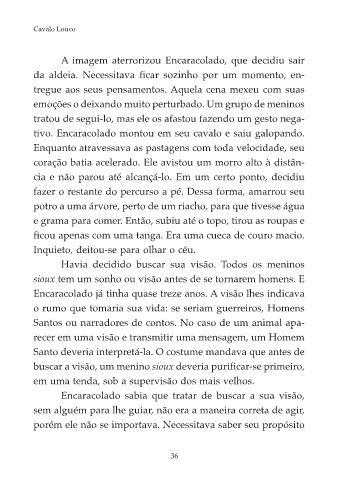 Cavalo Louco
A imagem aterrorizou Encaracolado, que decidiu sair
da aldeia. Necessitava ficar sozinho por um momento, en-
tregue aos seus pensamentos. Aquela cena mexeu com suas
emoções o deixando muito perturbado. Um grupo de meninos
tratou de segui-lo, mas ele os afastou fazendo um gesto nega-
tivo. Encaracolado montou em seu cavalo e saiu galopando.
Enquanto atravessava as pastagens com toda velocidade, seu
coração batia acelerado. Ele avistou um morro alto à distân-
cia e não parou até alcançá-lo. Em um certo ponto, decidiu
fazer o restante do percurso a pé. Dessa forma, amarrou seu
potro a uma árvore, perto de um riacho, para que tivesse água
e grama para comer. Então, subiu até o topo, tirou as roupas e
ficou apenas com uma tanga. Era uma cueca de couro macio.
Inquieto, deitou-se para olhar o céu.
Havia decidido buscar sua visão. Todos os meninos
sioux tem um sonho ou visão antes de se tornarem homens. E
Encaracolado já tinha quase treze anos. A visão lhes indicava
o rumo que tomaria sua vida: se seriam guerreiros, Homens
Santos ou narradores de contos. No caso de um animal apa-
recer em uma visão e transmitir uma mensagem, um Homem
Santo deveria interpretá-la. O costume mandava que antes de
buscar a visão, um menino sioux deveria purificar-se primeiro,
em uma tenda, sob a supervisão dos mais velhos.
Encaracolado sabia que tratar de buscar a sua visão,
sem alguém para lhe guiar, não era a maneira correta de agir,
porém ele não se importava. Necessitava saber seu propósito
36